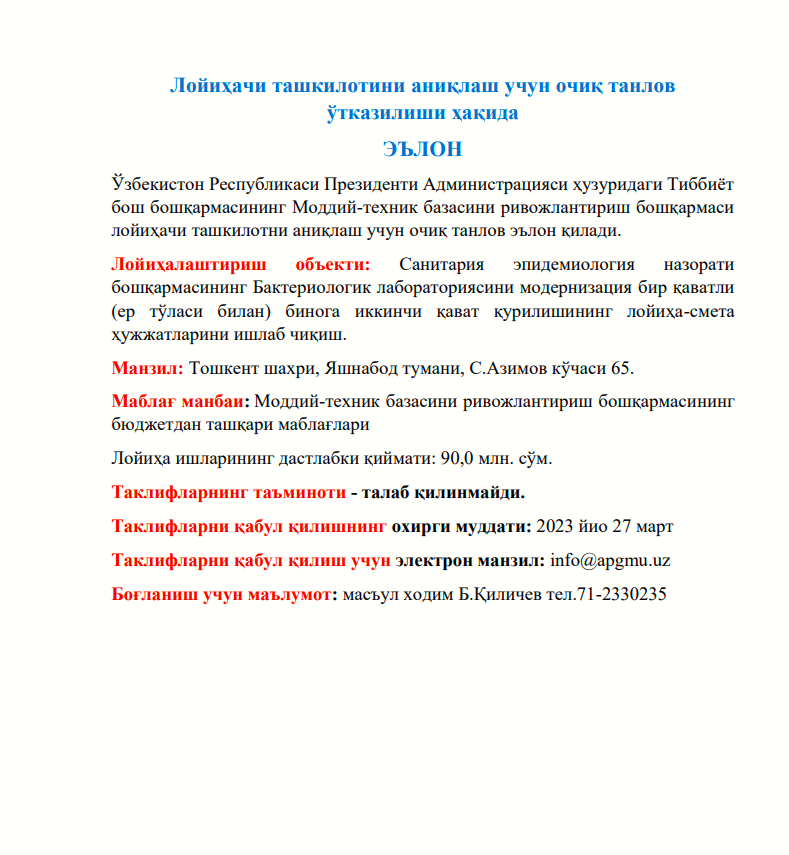 Лойиҳачи ташкилотини аниқлаш учун очиқ танлов
ўтказилиши ҳақида
ЭЪЛОН
Ўзбекистон Республикаси Президенти Администрацияси ҳузуридаги Тиббиёт
бош бошқармасининг Моддий-техник базасини ривожлантириш бошқармаси
лойиҳачи ташкилотни аниқлаш учун очиқ танлов эълон қилади.
Лойиҳалаштириш объекти: Санитария эпидемиология назорати
бошқармасининг Бактериологик лабораториясини модернизация бир қаватли
(ер тўласи билан) бинога иккинчи қават қурилишининг лойиҳа-смета
ҳужжатларини ишлаб чиқиш.
Манзил: Тошкент шахри, Яшнабод тумани, С.Азимов кўчаси 65.
Маблағ манбаи: Моддий-техник базасини ривожлантириш бошқармасининг
бюджетдан ташқари маблағлари
Лойиҳа ишларининг дастлабки қиймати: 90,0 млн. сўм.
Таклифларнинг таъминоти - талаб қилинмайди.
Таклифларни қабул қилишнинг охирги муддати: 2023 йио 27 март
Таклифларни қабул қилиш учун электрон манзил: info@apgmu.uz
Боғланиш учун маълумот: масъул ходим Б.Қиличев тел.71-2330235